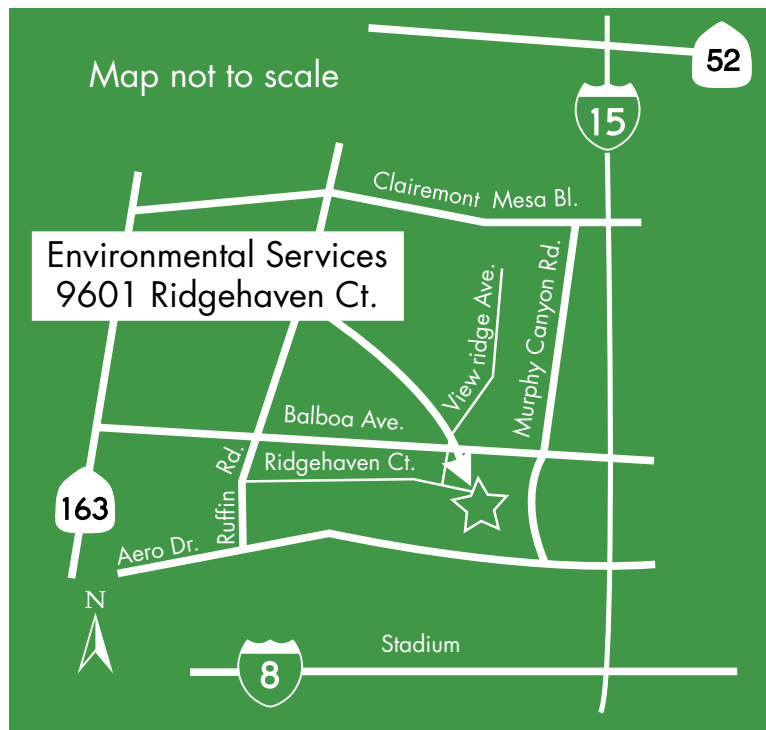 52
Map not to scale
15
Clairemont Mesa Bl.
Environmental Services
9601 Ridgehaven Ct.
View ridge Ave.
Murphy Canyon Rd.
Balboa Ave.
Ridgehaven Ct.
Ruffin Rd.
163
Aero Dr.
N
Stadium
8